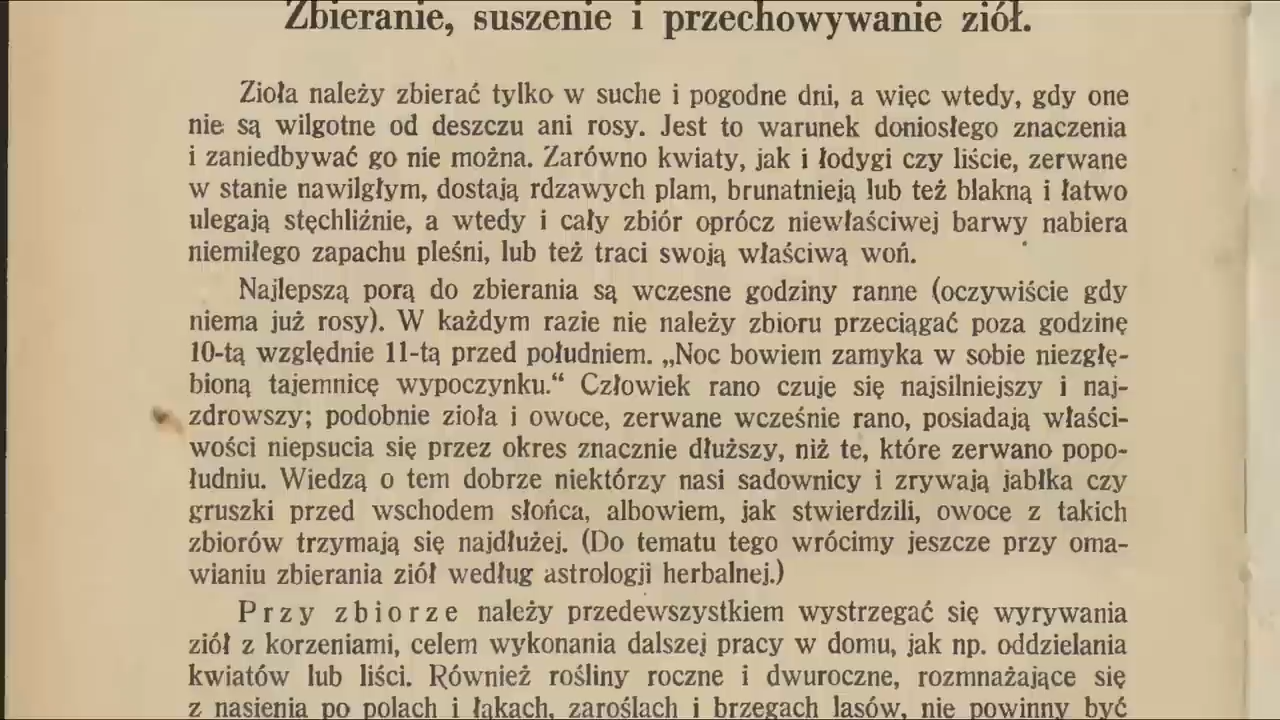 Zbieranie, suszenie i przechowywanie ziół.
Zioła należy zbierać tylko w suche i pogodne dni, a więc wtedy, gdy one
nie są wilgotne od deszczu ani rosy. Jest to warunek doniosłego znaczenia
i zaniedbywać go nie można. Zarówno kwiaty, jak i łodygi czy liście, zerwane
w stanie nawilgłym, dostają rdzawych plam, brunatnieją lub też blakną i łatwo
ulegają stęchliźnie, a wtedy i cały zbiór oprócz niewłaściwej barwy nabiera
niemiłego zapachu pleśni, lub też traci swoją właściwą woń.
Najlepszą porą do zbierania są wczesne godziny ranne (oczywiście gdy
niema już rosy). W każdym razie nie należy zbioru przeciągać poza godzinę
10-tą względnie 11-tą przed południem. „Noc bowiem zamyka w sobie niezgłę-
bioną tajemnicę wypoczynku.“ Człowiek rano czuje się najsilniejszy i naj-
zdrowszy; podobnie zioła i owoce, zerwane wcześnie rano, posiadają właści-
wości niepsucia się przez okres znacznie dłuższy, niż te, które zerwano popo-
łudniu. Wiedzą o tem dobrze niektórzy nasi sadownicy i zrywają jabłka czy
gruszki przed wschodem słońca, albowiem, jak stwierdzili, owoce z takich
zbiorów trzymają się najdłużej. (Do tematu tego wrócimy jeszcze przy oma-
wianiu zbierania ziół według astrologji herbalnej.)
Przy zbiorze należy przedewszystkiem wystrzegać się wyrywania
ziół z korzeniami, celem wykonania dalszej pracy w domu, jak np. oddzielania
kwiatów lub liści. Również rośliny roczne i dwuroczne, rozmnażające się
z nasienia po polach i łąkach, zaroślach i brzegach lasów, nie powinny być